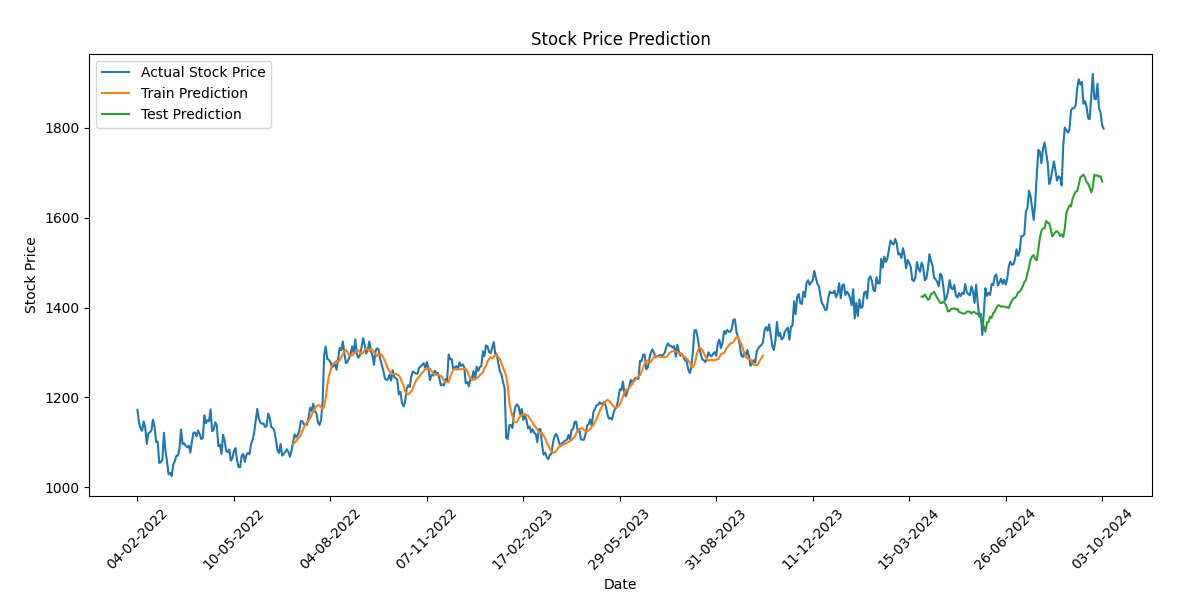 Stock Price Prediction
Actual Stock Price
Train Prediction
Test Prediction
Stock Price
1800
1600
1400
1200
1000
04-02-2022
10-05-2022
04-08-2022
07-11-2022
17-02-2023
29-05-2023
31-08-2023
11-12-2023
15-03-2024
26-06-2024
03-10-2024
Date